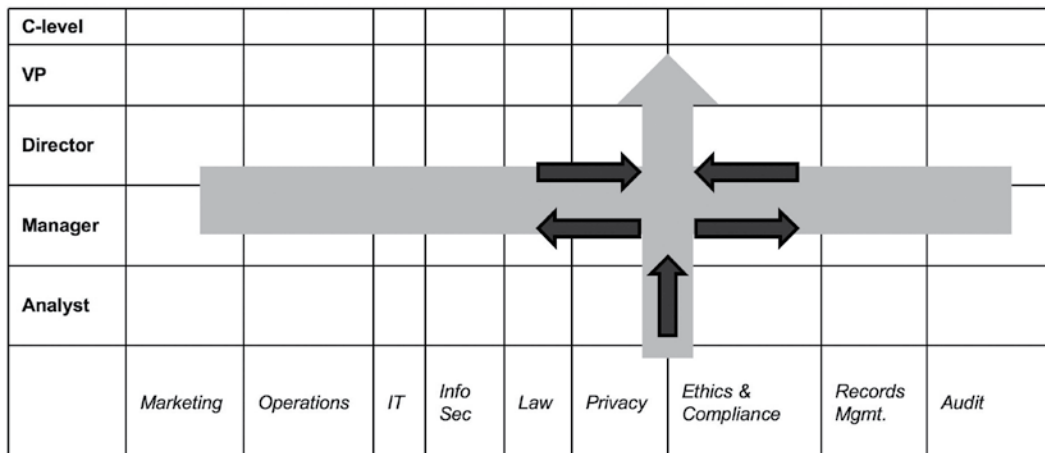 C-level
VP
Director
Manager
Analyst
Marketing
Operations
IT
Info
Sec
Law
Privacy
Ethics &
Compliance
Records
Mgmt.
Audit